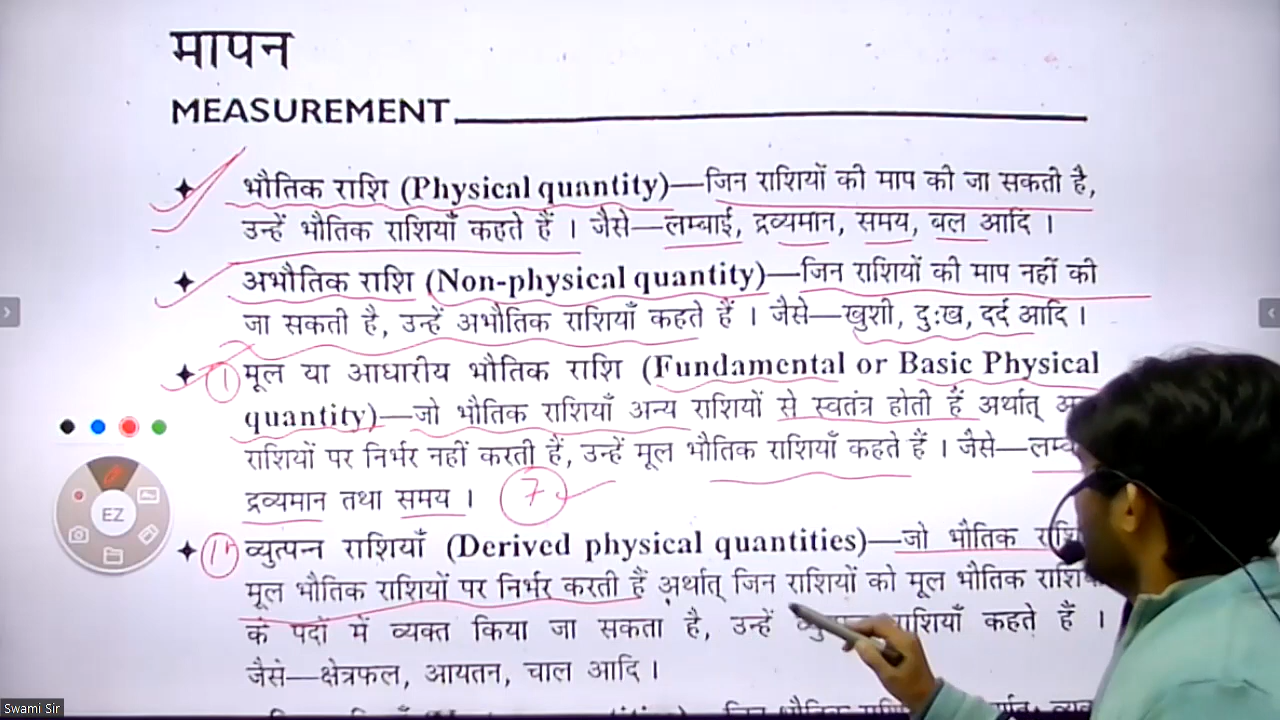 मापन
MEASUREMENT
भौतिक राशि (Physical quantity)—जिन राशियों की माप की जा सकती है,
उन्हें भौतिक राशियाँ कहते हैं । जैसे—लम्बाई, द्रव्यमान, समय, बल आदि ।
अभौतिक राशि (Non-physical quantity)—जिन राशियों की माप नहीं की
जा सकती है, उन्हें अभौतिक राशियाँ कहते हैं । जैसे—खुशी, दुःख, दर्द आदि ।
1 मूल या आधारीय भौतिक राशि (Fundamental or Basic Physical
quantity)—जो भौतिक राशियाँ अन्य राशियों से स्वतंत्र होती हैं अर्थात्
राशियों पर निर्भर नहीं करती हैं, उन्हें मूल भौतिक राशियाँ कहते हैं । जैसे—
द्रव्यमान तथा समय । 7
व्युत्पन्न राशियाँ (Derived physical quantities)—जो भौतिक
मूल भौतिक राशियों पर निर्भर करती हैं अर्थात् जिन राशियों को मूल भौतिक
के पदों में व्यक्त किया जा सकता है, उन्हें राशियाँ कहते हैं ।
जैसे—क्षेत्रफल, आयतन, चाल आदि ।
EZ
Swami Sir